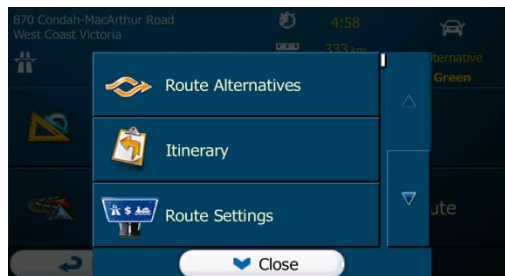 870 Condah-MacArthur Road
West Coast Victoria
4:58
333 km
lternative
Green
Route Alternatives
Itinerary
Route Settings
ute
Close